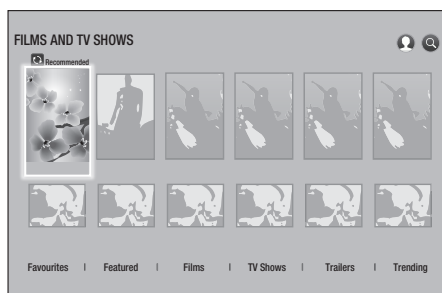 FILMS AND TV SHOWS
Recommended
Favourites | Featured | Films | TV Shows | Trailers | Trending